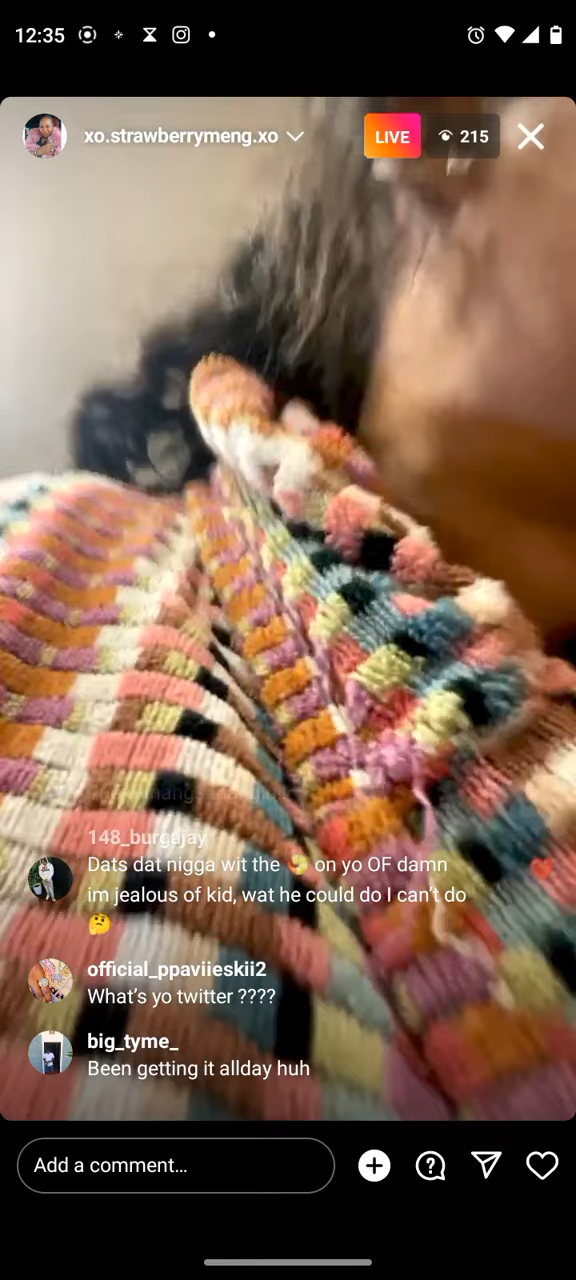 12:35
xo.strawberrymeng.xo
LIVE
215
148_burgajay
Dats dat nigga wit the 🍤 on yo OF damn
im jealous of kid, wat he could do I can't do
🤔
official_ppaviieskii2
What's yo twitter ????
big_tyme_
Been getting it allday huh
Add a comment...